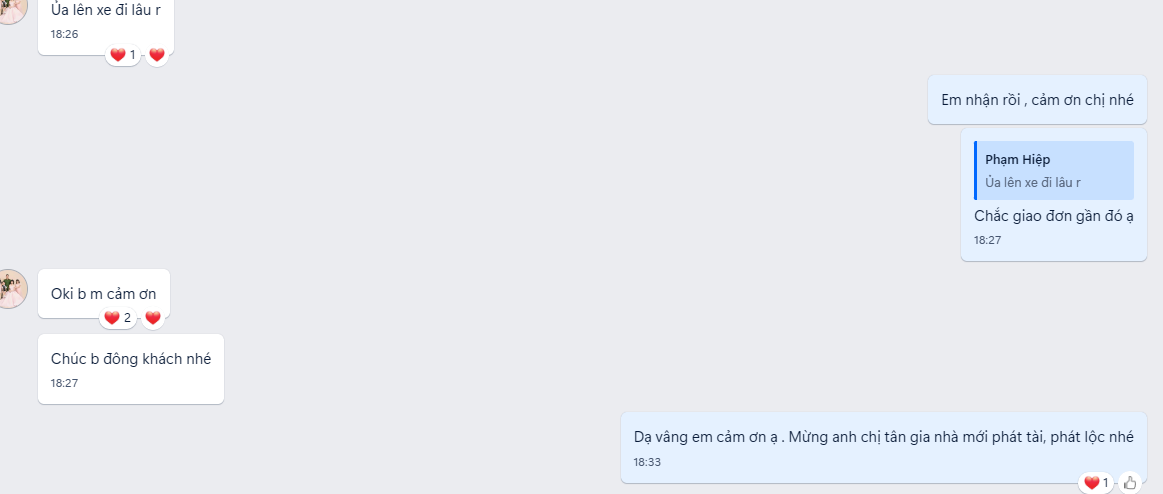 Ủa lên xe đi lâu r
18:26
1
Em nhận rồi , cảm ơn chị nhé
Phạm Hiệp
Ủa lên xe đi lâu r
Chắc giao đơn gần đó ạ
18:27
Oki b m cảm ơn
2
Chúc b đông khách nhé
18:27
Dạ vâng em cảm ơn ạ . Mừng anh chị tân gia nhà mới phát tài, phát lộc nhé
18:33
1